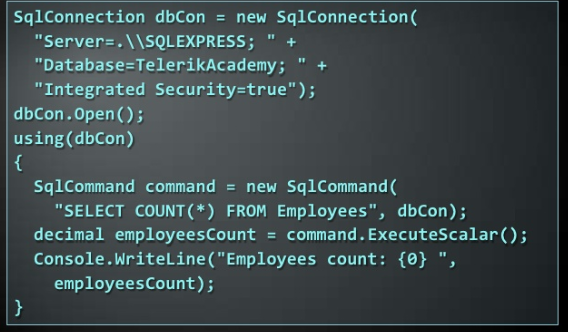 SqlConnection dbCon = new SqlConnection(
"Server=.\\SQLEXPRESS; " +
"Database=TelerikAcademy; " +
"Integrated Security=true");
dbCon.Open();
using(dbCon)
{
SqlCommand command = new SqlCommand(
"SELECT COUNT(*) FROM Employees", dbCon);
decimal employeesCount = command.ExecuteScalar();
Console.WriteLine("Employees count: {0} ",
employeesCount);
}